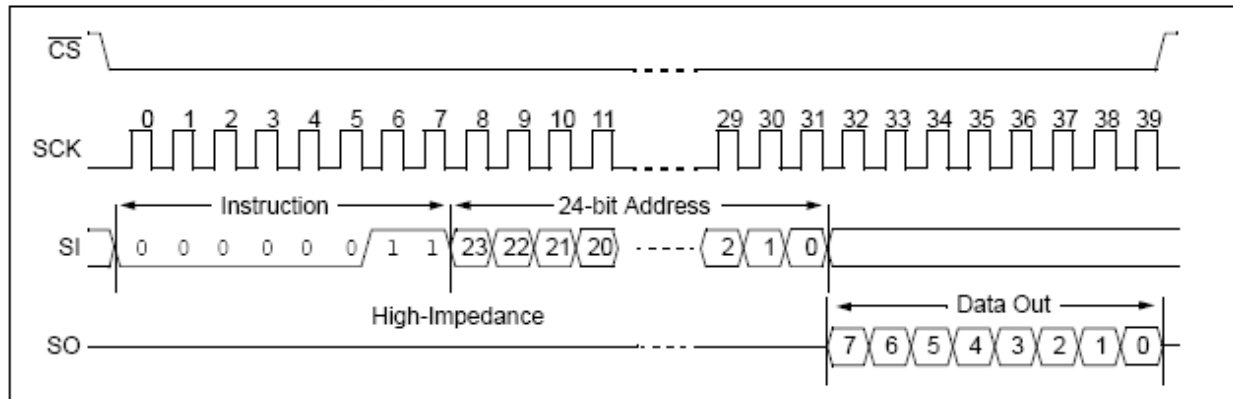 CS
0 1 2 3 4 5 6 7 8 9 10 11 29 30 31 32 33 34 35 36 37 38 39
SCK
Instruction 24-bit Address
SI 0 0 0 0 0 0 1 1 23 22 21 20 2 1 0
High-Impedance Data Out
SO 7 6 5 4 3 2 1 0